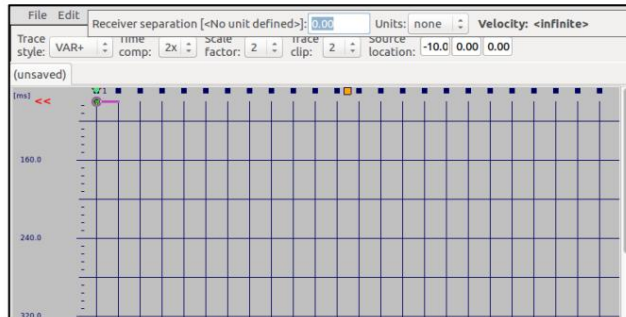 File Edit
Receiver separation [<No unit defined>]: 0.00 Units: none Velocity: <infinite>
Trace style: VAR+ Time comp: 2x Scale factor: 2 Trace clip: 2 Source location: -10.0 0.00 0.00
(unsaved)
[ms] <<
1
160.0
240.0
320.0